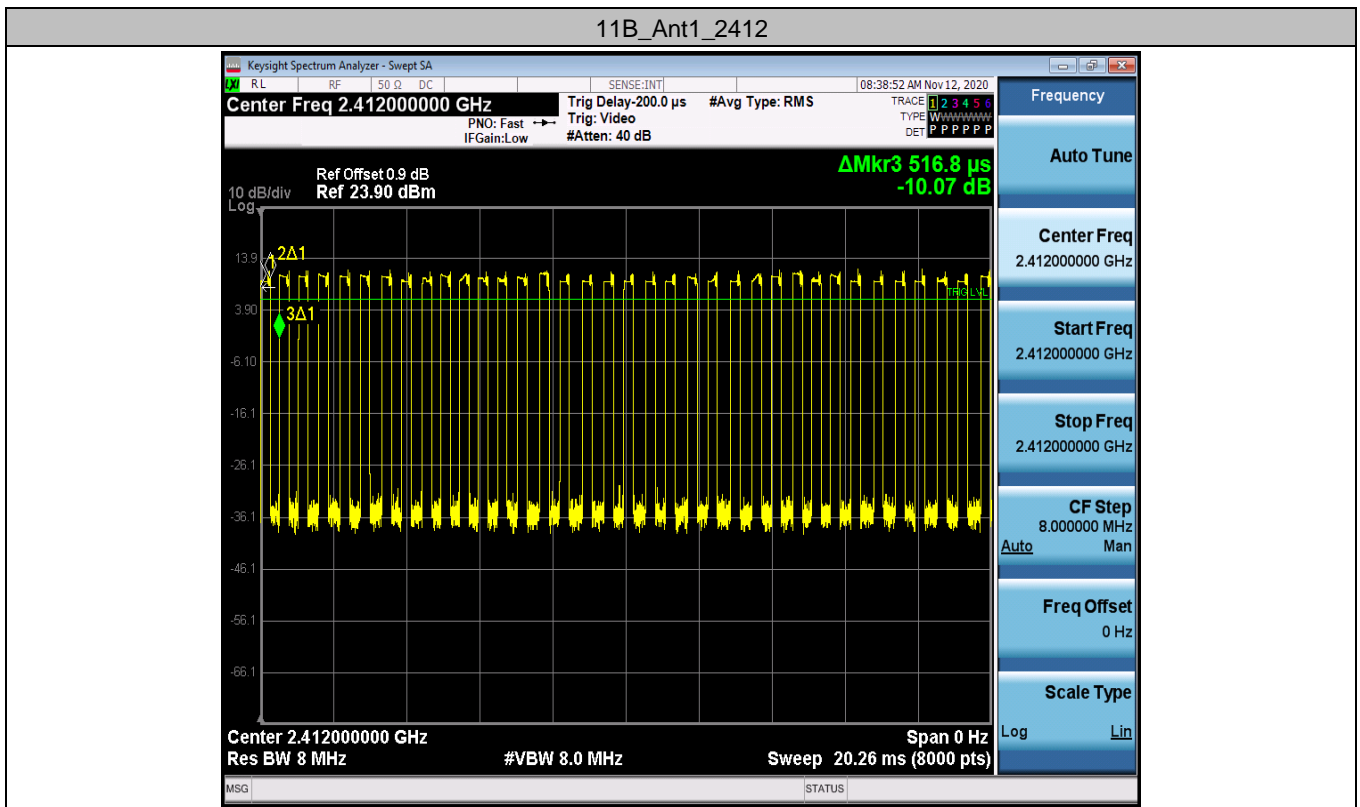 11B_Ant1_2412
Keysight Spectrum Analyzer - Swept SA
LXI RL RF 50 Ω DC SENSE:INT 08:38:52 AM Nov 12, 2020
Center Freq 2.412000000 GHz
PNO: Fast
IFGain:Low
Trig Delay-200.0 µs
Trig: Video
#Atten: 40 dB
#Avg Type: RMS
TRACE 1 2 3 4 5 6
TYPE WWWWWW
DET P P P P P P
ΔMkr3 516.8 µs
-10.07 dB
Ref Offset 0.9 dB
10 dB/div Ref 23.90 dBm
Log
13.9
3.90
-6.10
-16.1
-26.1
-36.1
-46.1
-56.1
-66.1
2Δ1
3Δ1
TRIG LVL
Center 2.412000000 GHz Span 0 Hz
Res BW 8 MHz #VBW 8.0 MHz Sweep 20.26 ms (8000 pts)
MSG STATUS
Frequency
Auto Tune
Center Freq
2.412000000 GHz
Start Freq
2.412000000 GHz
Stop Freq
2.412000000 GHz
CF Step
8.000000 MHz
Auto Man
Freq Offset
0 Hz
Scale Type
Log Lin